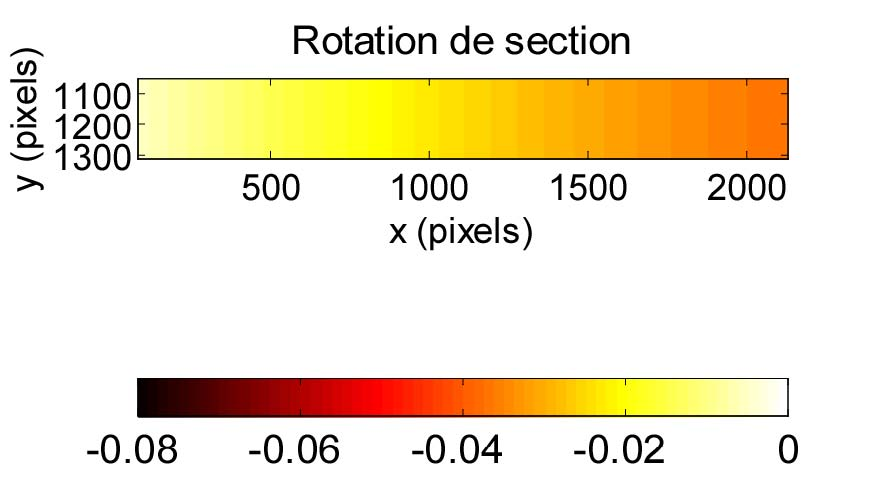 Rotation de section
y (pixels)
1100
1200
1300
500 1000 1500 2000
x (pixels)
-0.08 -0.06 -0.04 -0.02 0